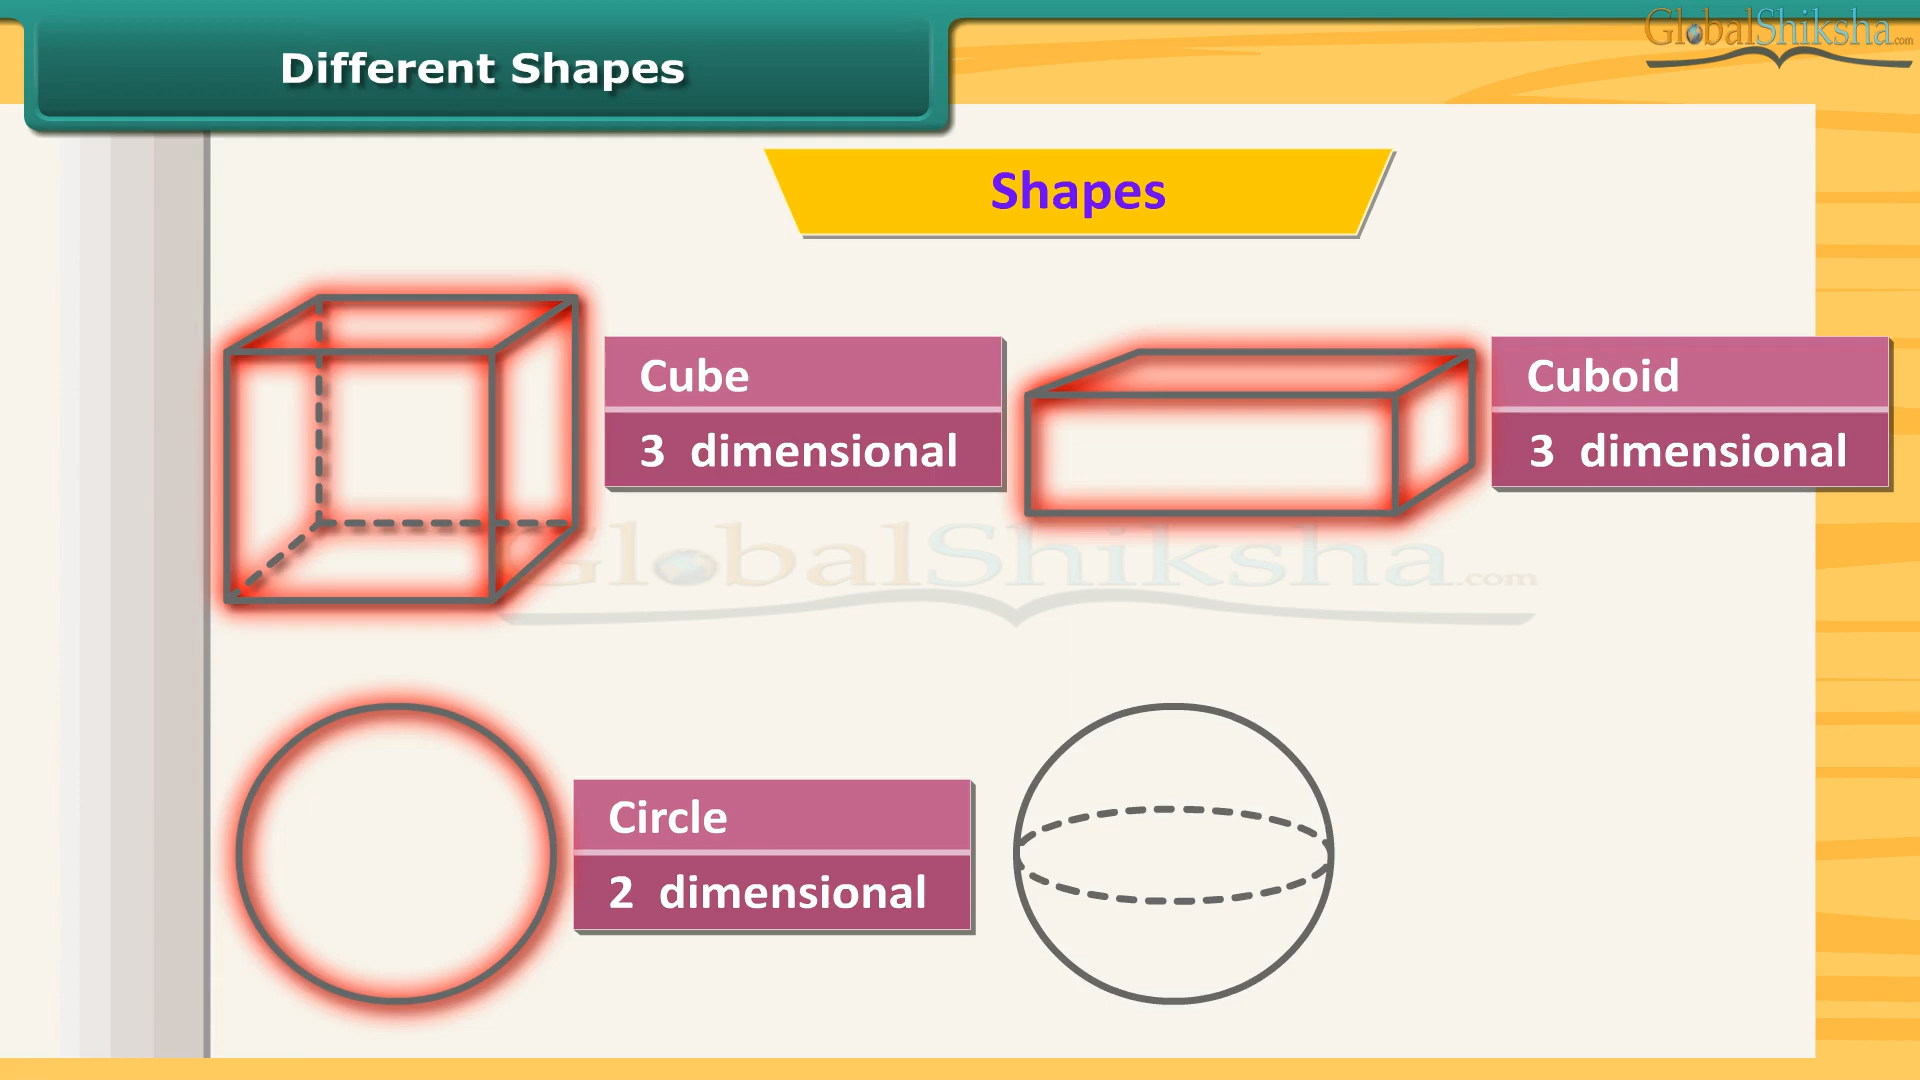 Different Shapes
GlobalShiksha.com
Shapes
Cube
3 dimensional
Cuboid
3 dimensional
GlobalShiksha.com
Circle
2 dimensional